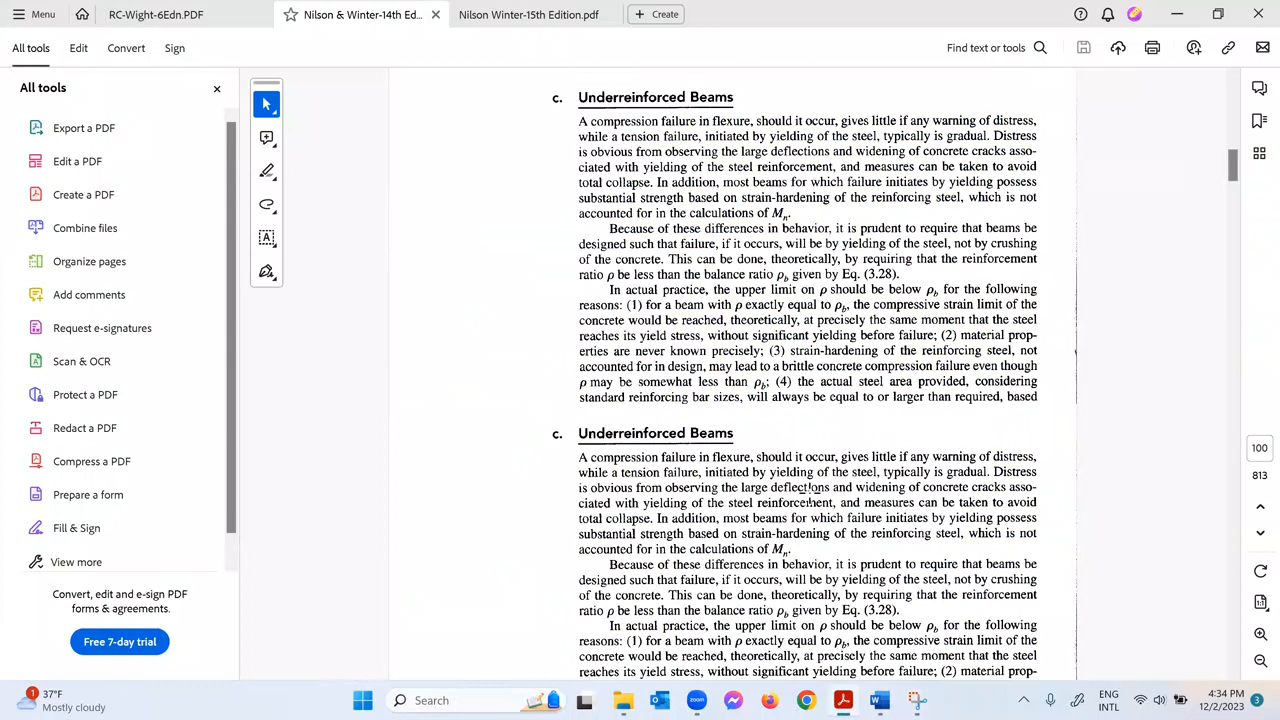 Menu
RC-Wight-6Edn.PDF
Nilson & Winter-14th Ed...
Nilson Winter-15th Edition.pdf
+ Create
All tools
Edit
Convert
Sign
Find text or tools
All tools
Export a PDF
Edit a PDF
Create a PDF
Combine files
Organize pages
Add comments
Request e-signatures
Scan & OCR
Protect a PDF
Redact a PDF
Compress a PDF
Prepare a form
Fill & Sign
View more
Convert, edit and e-sign PDF
forms & agreements.
Free 7-day trial
c. Underreinforced Beams
A compression failure in flexure, should it occur, gives little if any warning of distress,
while a tension failure, initiated by yielding of the steel, typically is gradual. Distress
is obvious from observing the large deflections and widening of concrete cracks asso-
ciated with yielding of the steel reinforcement, and measures can be taken to avoid
total collapse. In addition, most beams for which failure initiates by yielding possess
substantial strength based on strain-hardening of the reinforcing steel, which is not
accounted for in the calculations of Mn.
Because of these differences in behavior, it is prudent to require that beams be
designed such that failure, if it occurs, will be by yielding of the steel, not by crushing
of the concrete. This can be done, theoretically, by requiring that the reinforcement
ratio ρ be less than the balance ratio ρb given by Eq. (3.28).
In actual practice, the upper limit on ρ should be below ρb for the following
reasons: (1) for a beam with ρ exactly equal to ρb, the compressive strain limit of the
concrete would be reached, theoretically, at precisely the same moment that the steel
reaches its yield stress, without significant yielding before failure; (2) material prop-
erties are never known precisely; (3) strain-hardening of the reinforcing steel, not
accounted for in design, may lead to a brittle concrete compression failure even though
ρ may be somewhat less than ρb; (4) the actual steel area provided, considering
standard reinforcing bar sizes, will always be equal to or larger than required, based
c. Underreinforced Beams
A compression failure in flexure, should it occur, gives little if any warning of distress,
while a tension failure, initiated by yielding of the steel, typically is gradual. Distress
is obvious from observing the large deflections and widening of concrete cracks asso-
ciated with yielding of the steel reinforcement, and measures can be taken to avoid
total collapse. In addition, most beams for which failure initiates by yielding possess
substantial strength based on strain-hardening of the reinforcing steel, which is not
accounted for in the calculations of Mn.
Because of these differences in behavior, it is prudent to require that beams be
designed such that failure, if it occurs, will be by yielding of the steel, not by crushing
of the concrete. This can be done, theoretically, by requiring that the reinforcement
ratio ρ be less than the balance ratio ρb given by Eq. (3.28).
In actual practice, the upper limit on ρ should be below ρb for the following
reasons: (1) for a beam with ρ exactly equal to ρb, the compressive strain limit of the
concrete would be reached, theoretically, at precisely the same moment that the steel
reaches its yield stress, without significant yielding before failure; (2) material prop-
100
813
1
37°F
Mostly cloudy
Search
zoom
W
ENG
INTL
4:34 PM
12/2/2023
3